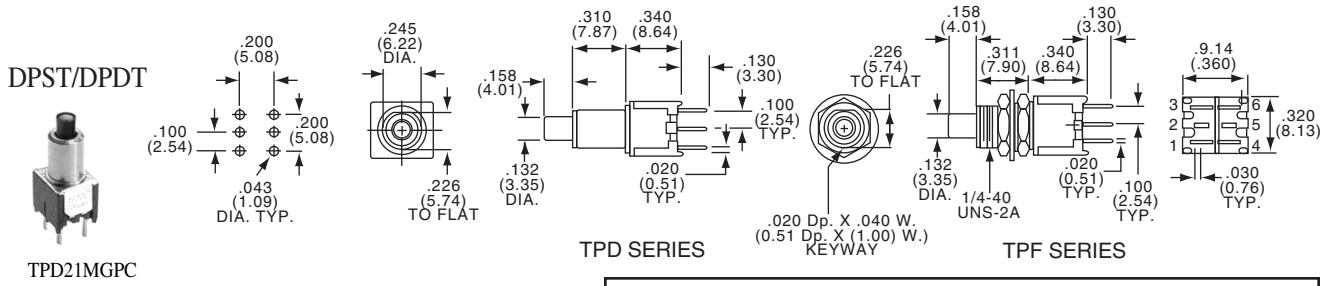 DPST/DPDT
TPD21MGPC
.200
(5.08)
.100
(2.54)
.200
(5.08)
.043
(1.09)
DIA. TYP.
.245
(6.22)
DIA.
.226
(5.74)
TO FLAT
.310
(7.87)
.340
(8.64)
.158
(4.01)
.130
(3.30)
.100
(2.54)
TYP.
.132
(3.35)
DIA.
.020
(0.51)
TYP.
TPD SERIES
.226
(5.74)
TO FLAT
.020 Dp. X .040 W.
(0.51 Dp. X (1.00) W.)
KEYWAY
.158
(4.01)
.311
(7.90)
.340
(8.64)
.130
(3.30)
.132
(3.35)
DIA.
1/4-40
UNS-2A
.020
(0.51)
TYP.
.100
(2.54)
TYP.
TPF SERIES
.9.14
(.360)
3
6
2
5
1
4
.320
(8.13)
.030
(0.76)
TYP.